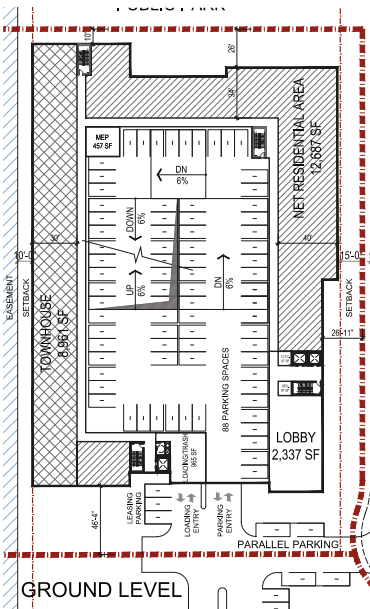 PUBLIC PARK
10'
26'
34'
MEP
457 SF
DN
6%
NET RESIDENTIAL AREA
12,687 SF
DOWN
6%
UP
6%
DN
6%
10'-0"
30'
40'
15'-0"
EASEMENT
SETBACK
TOWNHOUSE
8,961 SF
SETBACK
26'-11"
88 PARKING SPACES
LOBBY
2,337 SF
LOADING/TRASH
965 SF
46'-4"
LEASING
PARKING
LOADING
ENTRY
PARKING
ENTRY
PARALLEL PARKING
GROUND LEVEL